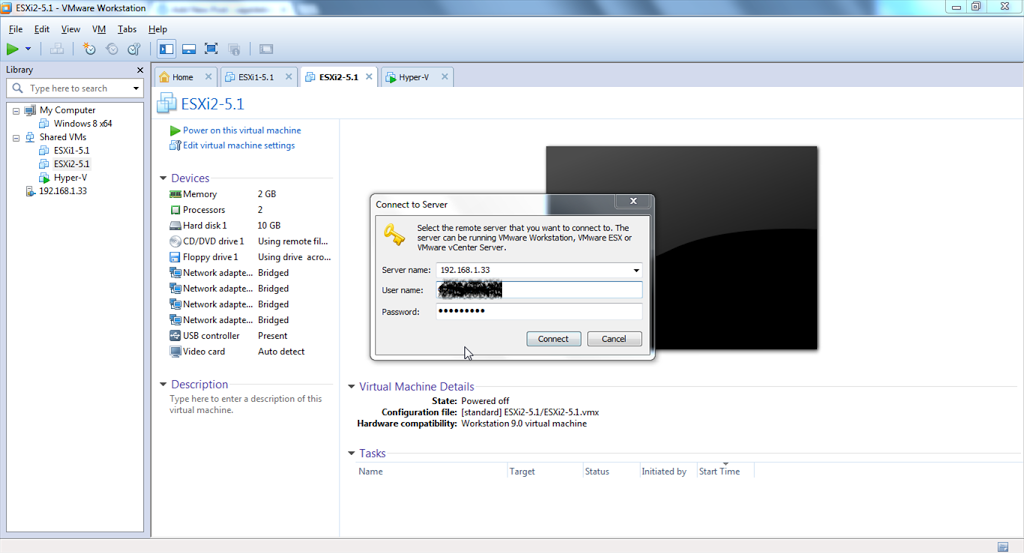 ESXi2-5.1 - VMware Workstation
File Edit View VM Tabs Help
Library
Type here to search
My Computer
Windows 8 x64
Shared VMs
ESXi1-5.1
ESXi2-5.1
Hyper-V
192.168.1.33
Home
ESXi1-5.1
ESXi2-5.1
Hyper-V
ESXi2-5.1
Power on this virtual machine
Edit virtual machine settings
Devices
Memory 2 GB
Processors 2
Hard disk 1 10 GB
CD/DVD drive 1 Using remote fil...
Floppy drive 1 Using drive acro...
Network adapte... Bridged
Network adapte... Bridged
Network adapte... Bridged
Network adapte... Bridged
USB controller Present
Video card Auto detect
Description
Type here to enter a description of this
virtual machine.
Connect to Server
Select the remote server that you want to connect to. The
server can be running VMware Workstation, VMware ESX or
VMware vCenter Server.
Server name: 192.168.1.33
User name:
Password: •••••••••
Connect Cancel
Virtual Machine Details
State: Powered off
Configuration file: [standard] ESXi2-5.1/ESXi2-5.1.vmx
Hardware compatibility: Workstation 9.0 virtual machine
Tasks
Name Target Status Initiated by Start Time